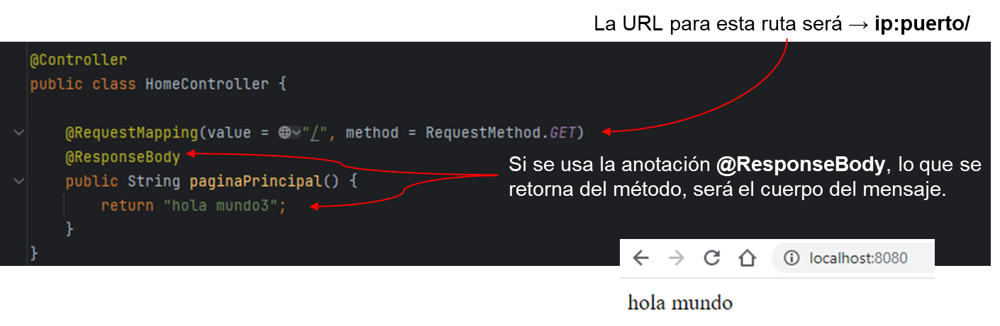 La URL para esta ruta será → ip:puerto/
@Controller
public class HomeController {
@RequestMapping(value = "/", method = RequestMethod.GET)
@ResponseBody
public String paginaPrincipal() {
return "hola mundo3";
}
}
Si se usa la anotación @ResponseBody, lo que se
retorna del método, será el cuerpo del mensaje.
localhost:8080
hola mundo